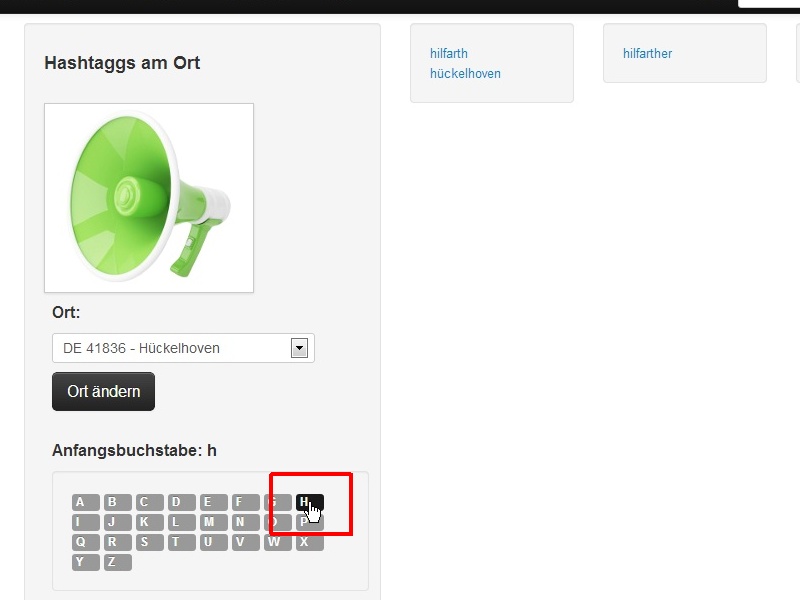 Hashtaggs am Ort
hilfarth
hückelhoven
hilfarther
Ort:
DE 41836 - Hückelhoven
Ort ändern
Anfangsbuchstabe: h
A B C D E F G H
I J K L M N O P
Q R S T U V W X
Y Z